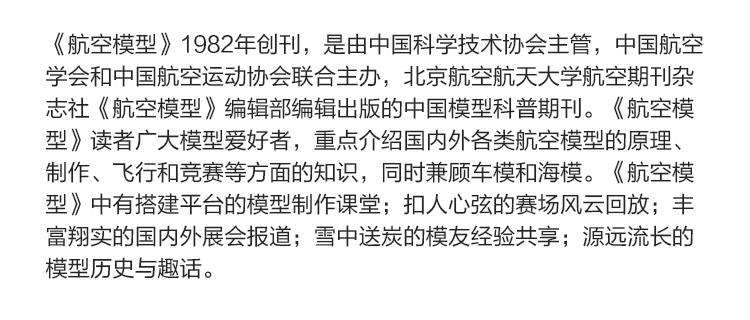 《航空模型》1982年创刊，是由中国科学技术协会主管，中国航空
学会和中国航空运动协会联合主办，北京航空航天大学航空期刊杂
志社《航空模型》编辑部编辑出版的中国模型科普期刊。《航空模
型》读者广大模型爱好者，重点介绍国内外各类航空模型的原理、
制作、飞行和竞赛等方面的知识，同时兼顾车模和海模。《航空模
型》中有搭建平台的模型制作课堂；扣人心弦的赛场风云回放；丰
富翔实的国内外展会报道；雪中送炭的模友经验共享；源远流长的
模型历史与趣话。